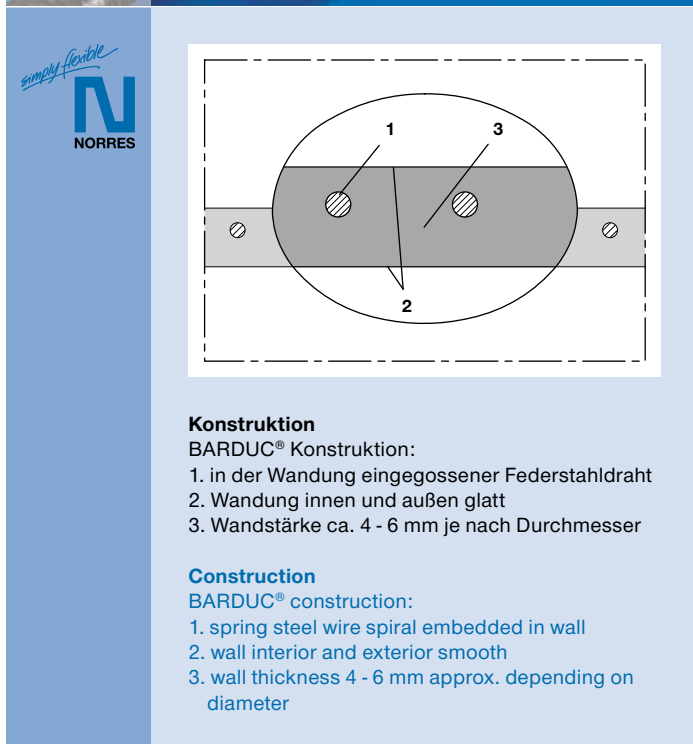 simply flexible
NORRES
1
3
2
Konstruktion
BARDUC® Konstruktion:
1. in der Wandung eingegossener Federstahldraht
2. Wandung innen und außen glatt
3. Wandstärke ca. 4 - 6 mm je nach Durchmesser
Construction
BARDUC® construction:
1. spring steel wire spiral embedded in wall
2. wall interior and exterior smooth
3. wall thickness 4 - 6 mm approx. depending on
diameter